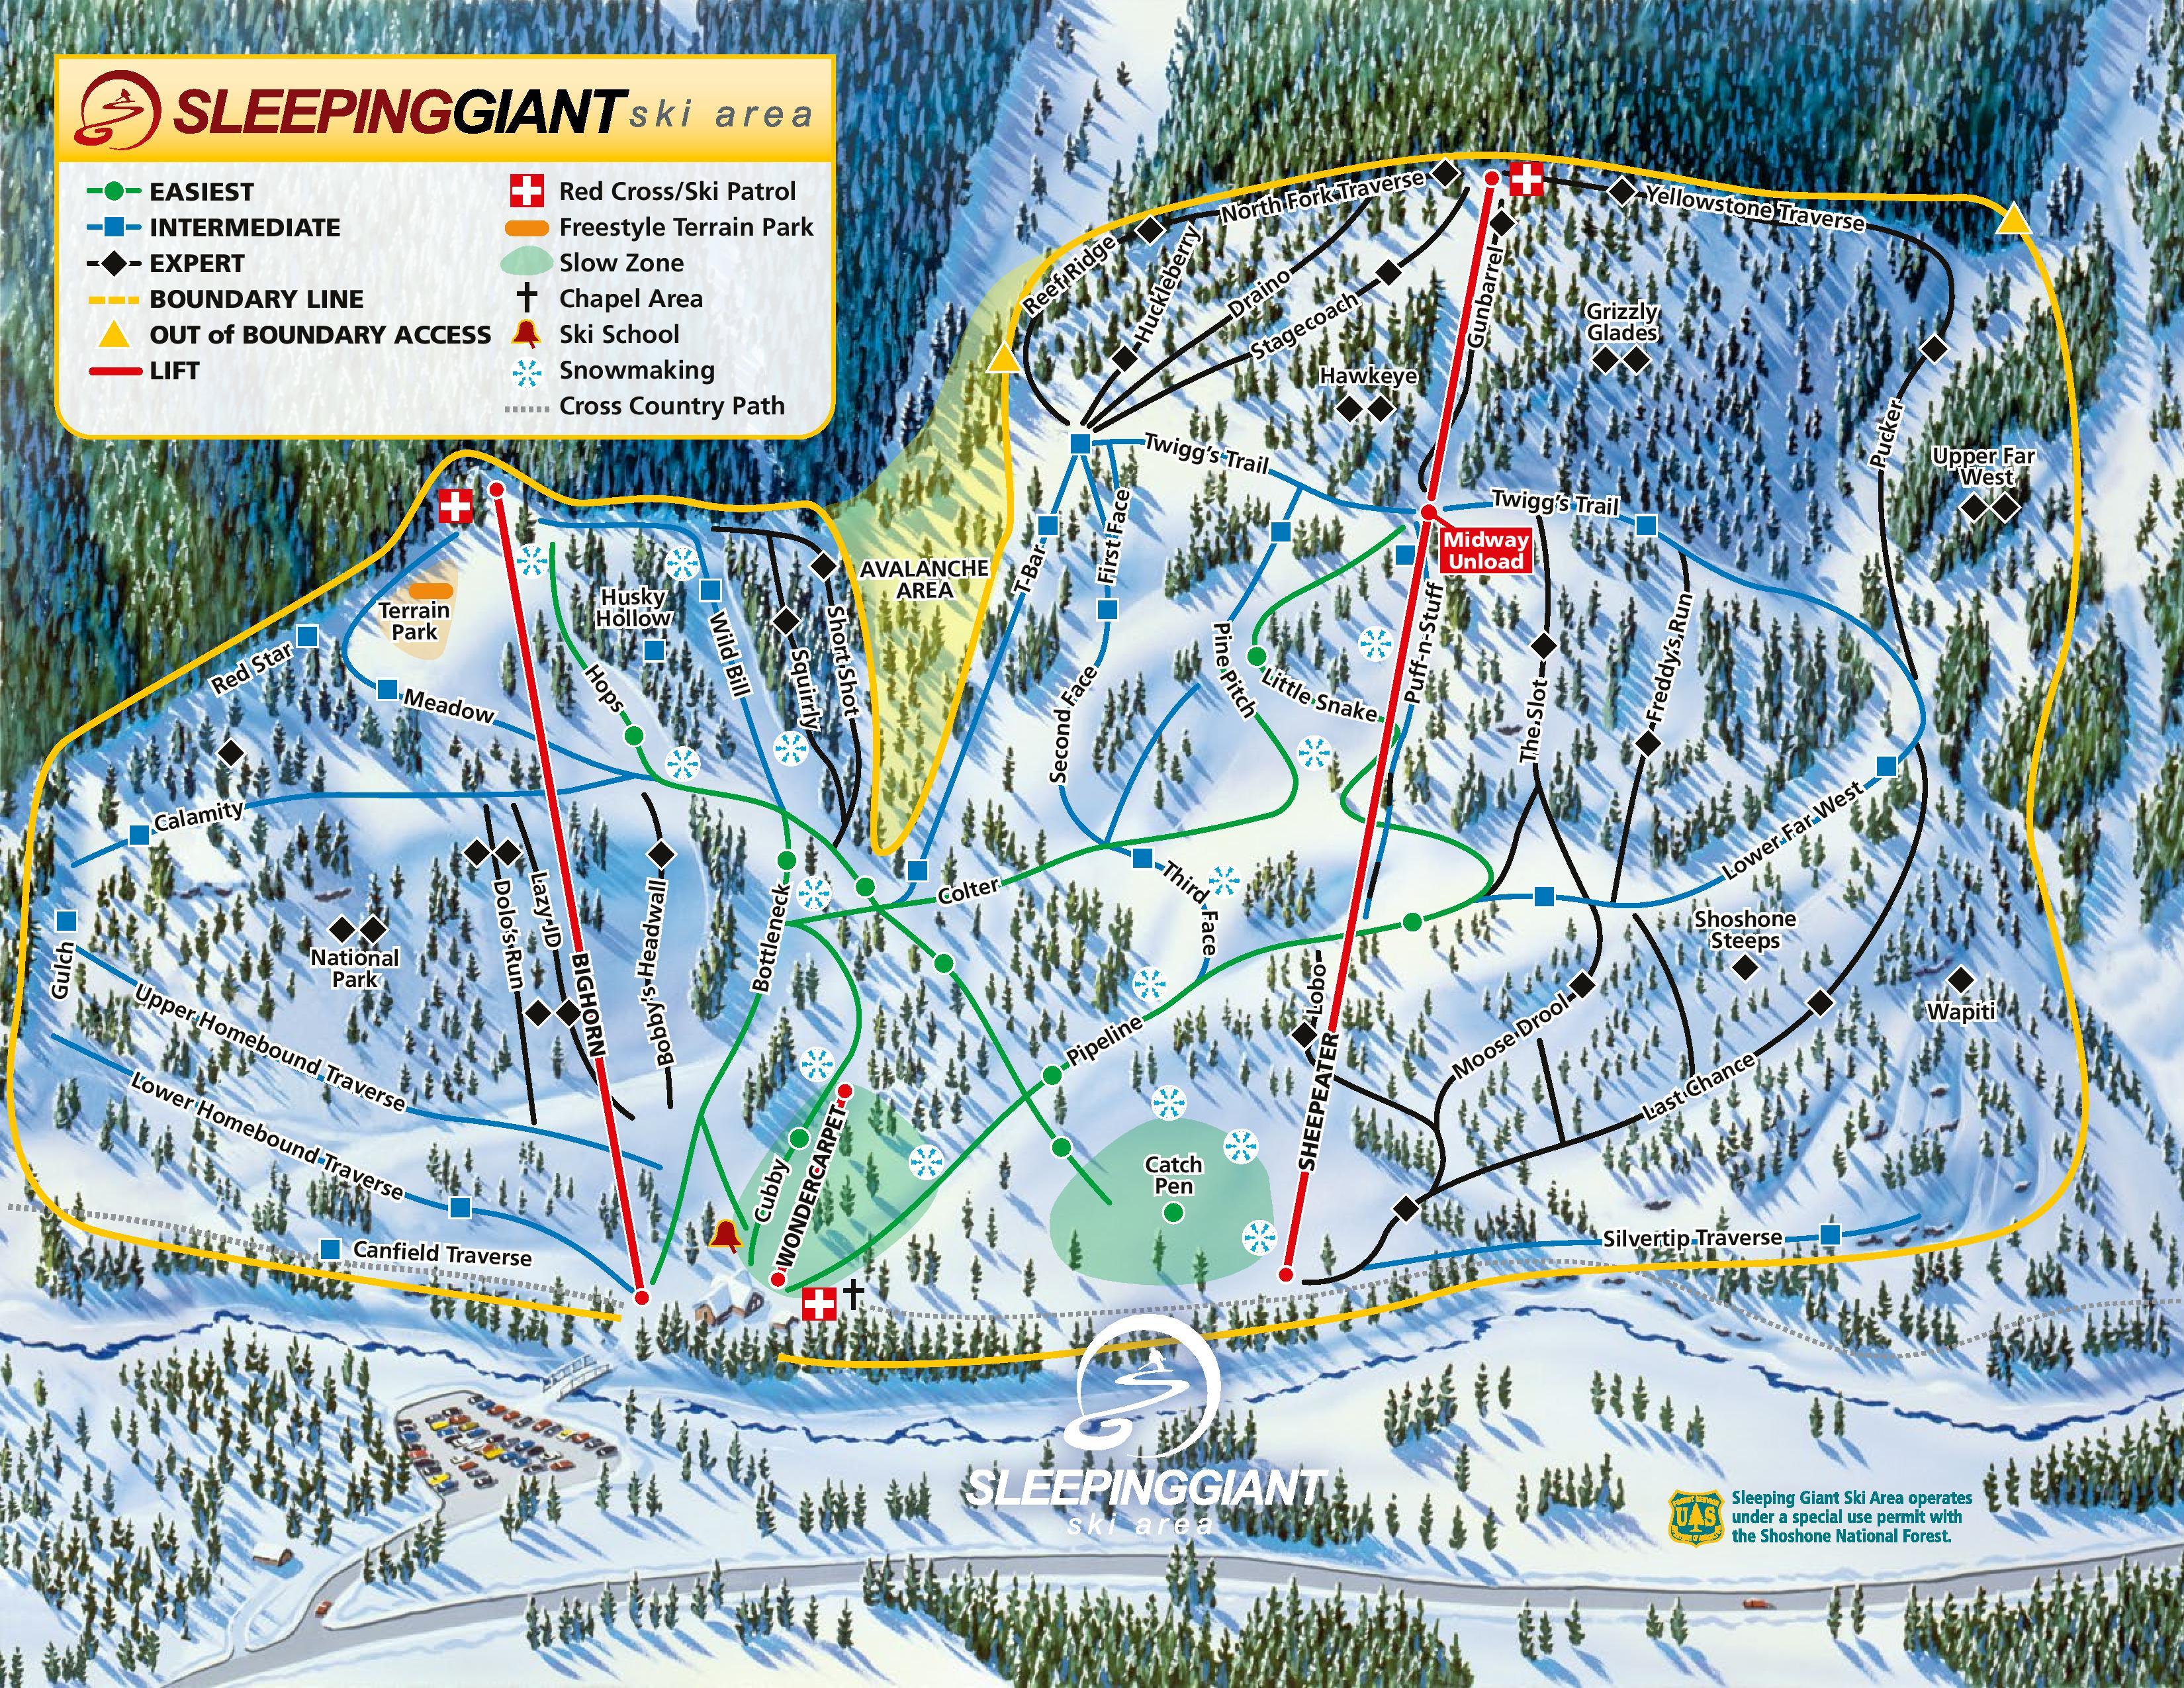 SLEEPINGGIANT ski area
EASIEST
INTERMEDIATE
EXPERT
BOUNDARY LINE
OUT of BOUNDARY ACCESS
LIFT
Red Cross/Ski Patrol
Freestyle Terrain Park
Slow Zone
Chapel Area
Ski School
Snowmaking
Cross Country Path
North Fork Traverse
Yellowstone Traverse
Reef Ridge
Huckleberry
Draino
Stagecoach
Gunbarrel
Grizzly
Glades
Hawkeye
Pucker
Upper Far
West
Twigg's Trail
Twigg's Trail
Midway
Unload
AVALANCHE
AREA
T-Bar
First Face
Second Face
Pine Pitch
Little Snake
Puff-n-Stuff
The Slot
Freddy's Run
Terrain
Park
Husky
Hollow
Red Star
Meadow
Hops
Wild Bill
Squirrly
Short Shot
Calamity
Lower Far West
Third Face
Colter
Dolo's Run
Lazy JD
BIGHORN
Bobby's Headwall
Bottleneck
National
Park
Gulch
Shoshone
Steeps
Wapiti
Lobo
Moose Drool
Last Chance
Pipeline
SHEEPEATER
Upper Homebound Traverse
Lower Homebound Traverse
Cubby
WONDERCARPET
Catch
Pen
Canfield Traverse
Silvertip Traverse
SLEEPINGGIANT
ski area
FOREST SERVICE
U S
DEPARTMENT OF AGRICULTURE
Sleeping Giant Ski Area operates
under a special use permit with
the Shoshone National Forest.